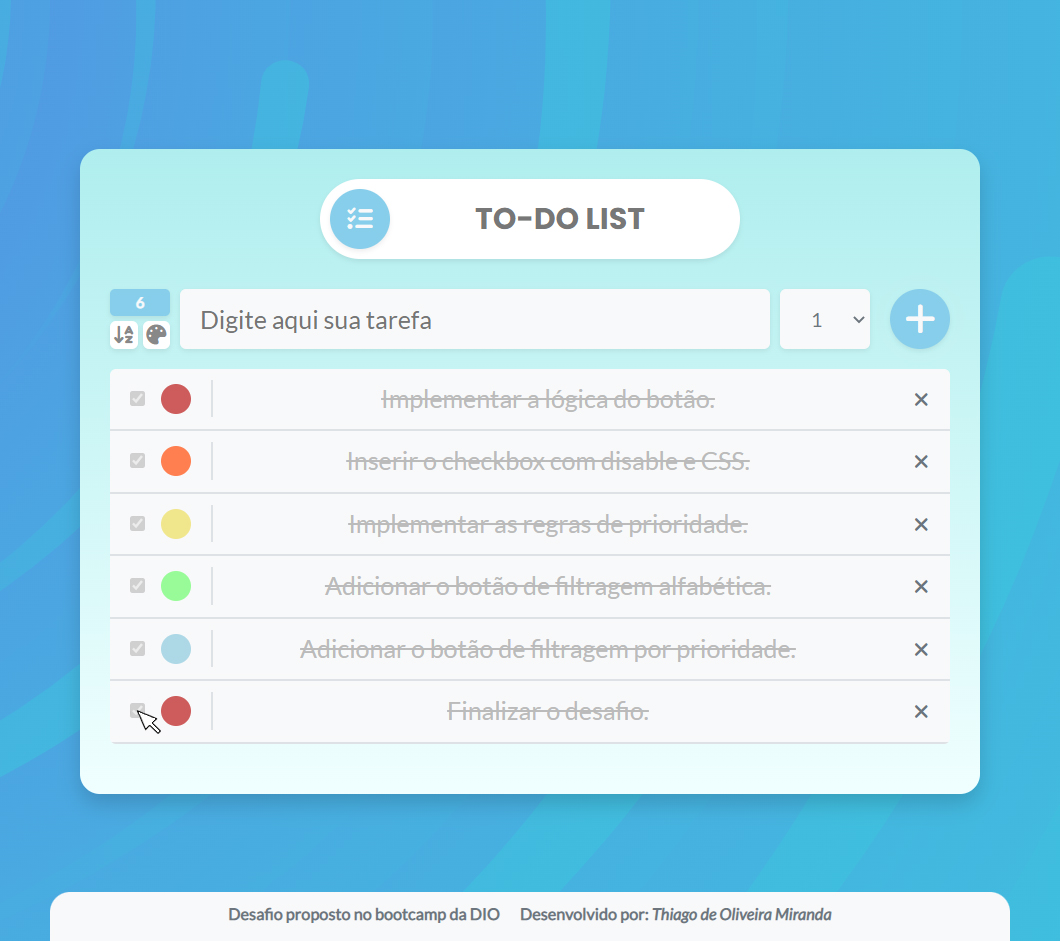 TO-DO LIST
6
Digite aqui sua tarefa
1
Implementar a lógica do botão.
Inserir o checkbox com disable e CSS.
Implementar as regras de prioridade.
Adicionar o botão de filtragem alfabética.
Adicionar o botão de filtragem por prioridade.
Finalizar o desafio.
Desafio proposto no bootcamp da DIO Desenvolvido por: Thiago de Oliveira Miranda